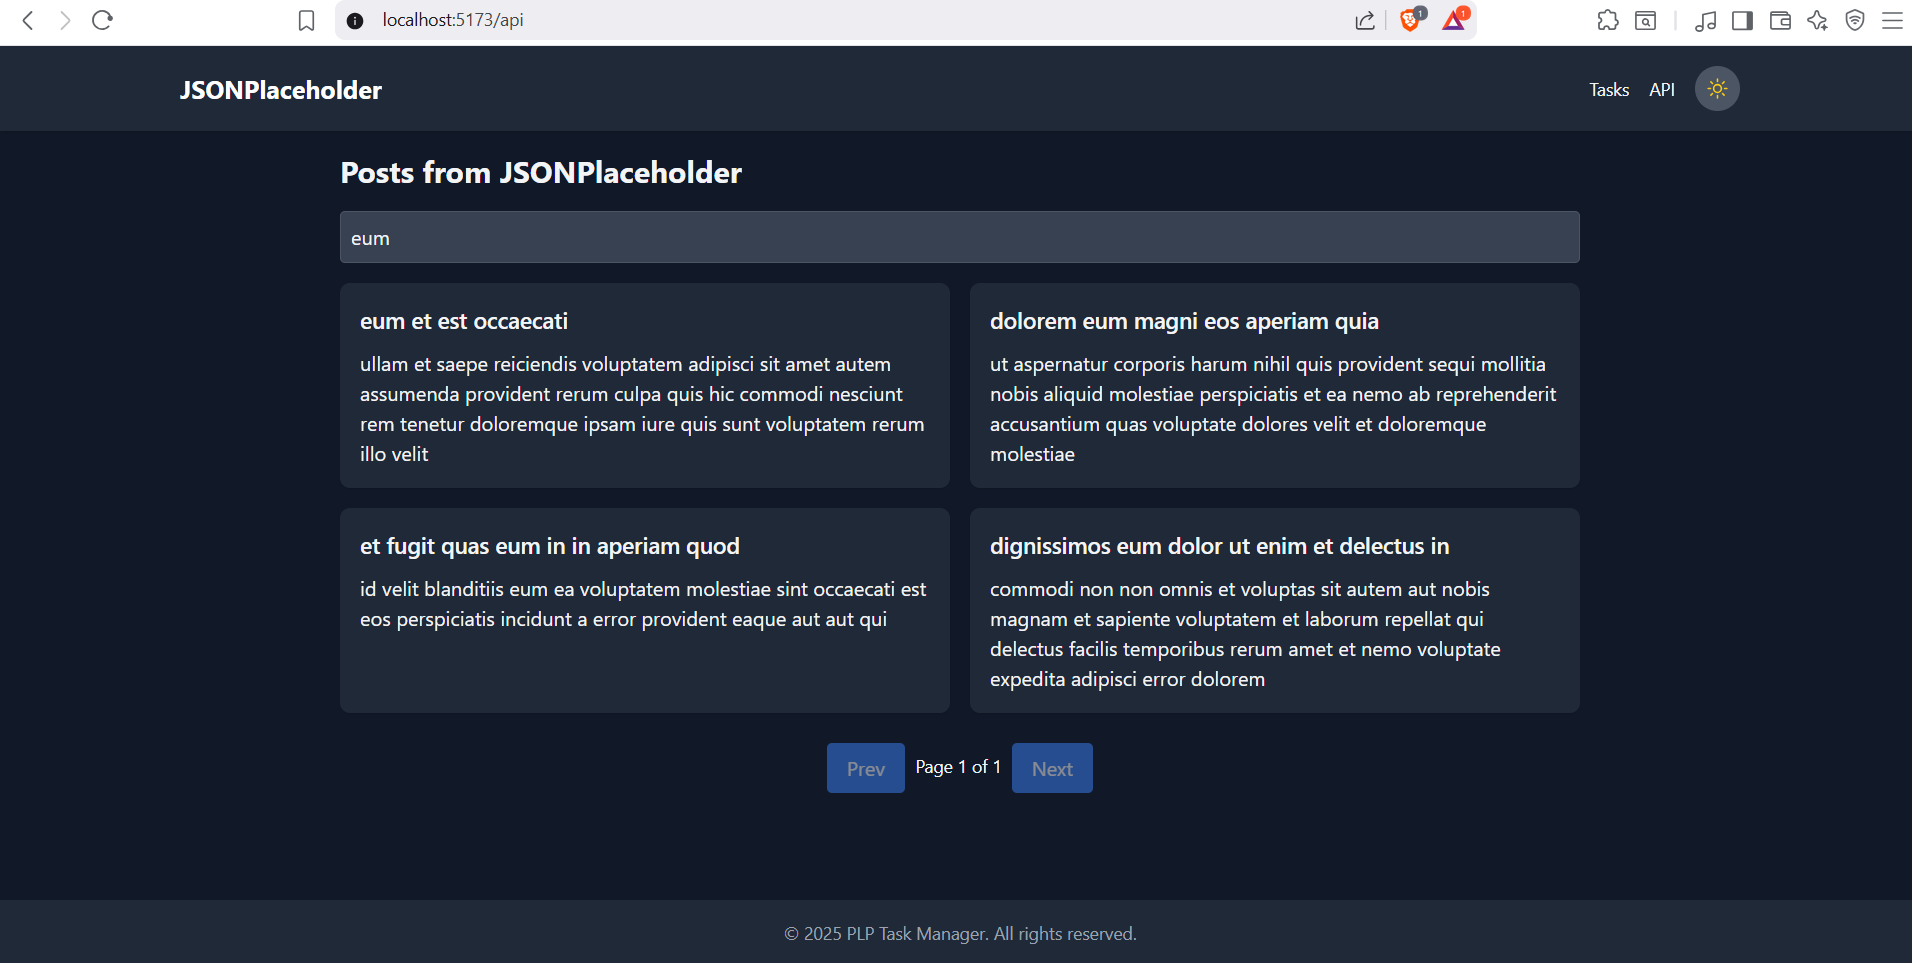 localhost:5173/api
1
1
JSONPlaceholder
Tasks API
Posts from JSONPlaceholder
eum
eum et est occaecati
ullam et saepe reiciendis voluptatem adipisci sit amet autem
assumenda provident rerum culpa quis hic commodi nesciunt
rem tenetur doloremque ipsam iure quis sunt voluptatem rerum
illo velit
dolorem eum magni eos aperiam quia
ut aspernatur corporis harum nihil quis provident sequi mollitia
nobis aliquid molestiae perspiciatis et ea nemo ab reprehenderit
accusantium quas voluptate dolores velit et doloremque
molestiae
et fugit quas eum in in aperiam quod
id velit blanditiis eum ea voluptatem molestiae sint occaecati est
eos perspiciatis incidunt a error provident eaque aut aut qui
dignissimos eum dolor ut enim et delectus in
commodi non non omnis et voluptas sit autem aut nobis
magnam et sapiente voluptatem et laborum repellat qui
delectus facilis temporibus rerum amet et nemo voluptate
expedita adipisci error dolorem
Prev Page 1 of 1 Next
© 2025 PLP Task Manager. All rights reserved.